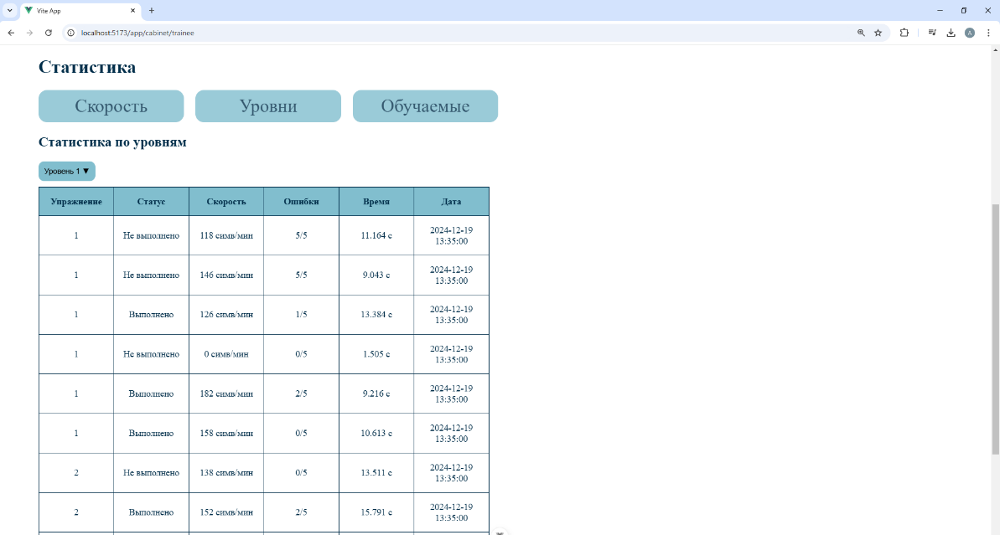 Vite App
localhost:5173/app/cabinet/trainee
A
Статистика
Скорость Уровни Обучаемые
Статистика по уровням
Уровень 1 ▼
Упражнение Статус Скорость Ошибки Время Дата
1 Не выполнено 118 симв/мин 5/5 11.164 с 2024-12-19 13:35:00
1 Не выполнено 146 симв/мин 5/5 9.043 с 2024-12-19 13:35:00
1 Выполнено 126 симв/мин 1/5 13.384 с 2024-12-19 13:35:00
1 Не выполнено 0 симв/мин 0/5 1.505 с 2024-12-19 13:35:00
1 Выполнено 182 симв/мин 2/5 9.216 с 2024-12-19 13:35:00
1 Выполнено 158 симв/мин 0/5 10.613 с 2024-12-19 13:35:00
2 Не выполнено 138 симв/мин 0/5 13.511 с 2024-12-19 13:35:00
2 Выполнено 152 симв/мин 2/5 15.791 с 2024-12-19 13:35:00